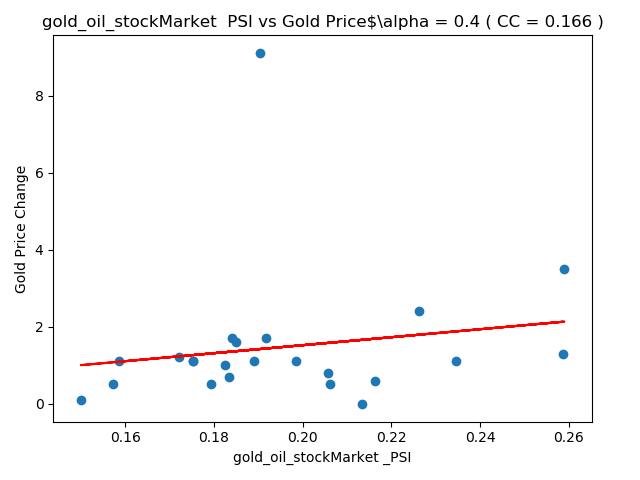 gold_oil_stockMarket  PSI vs Gold Price$\alpha = 0.4 ( CC = 0.166 )
Gold Price Change
8
6
4
2
0
0.16 0.18 0.20 0.22 0.24 0.26
gold_oil_stockMarket _PSI